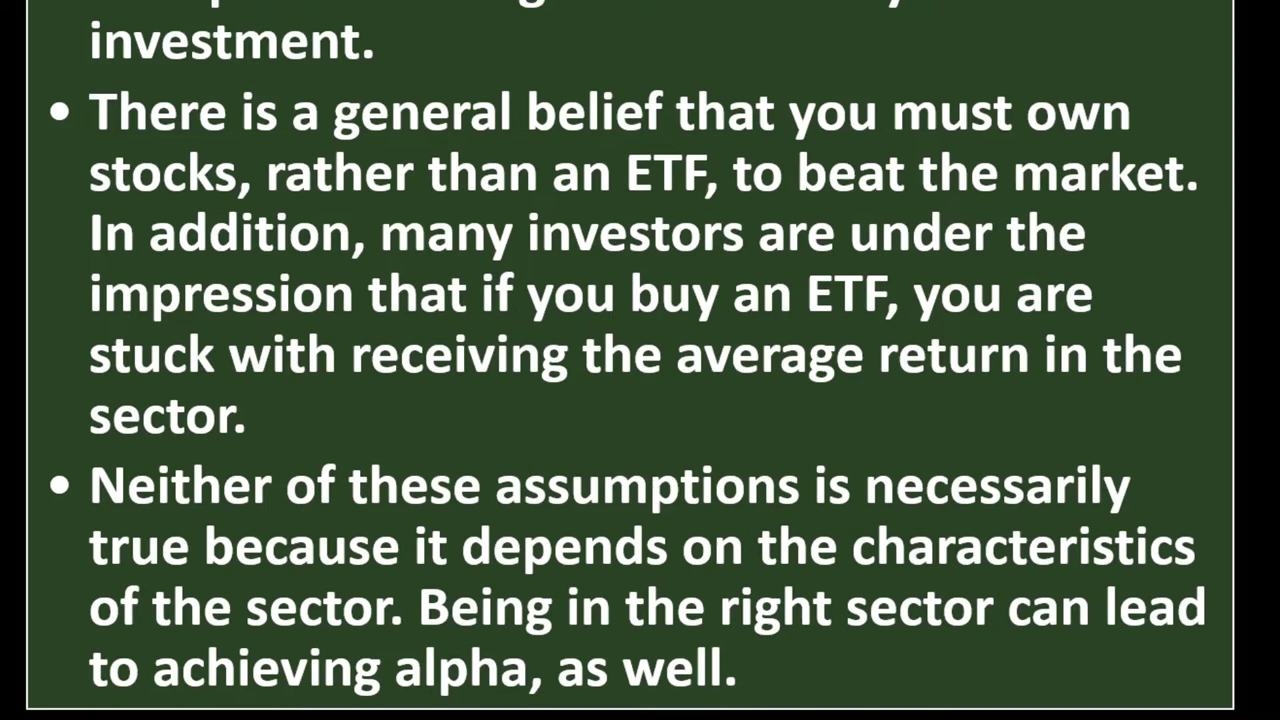 investment.
• There is a general belief that you must own
stocks, rather than an ETF, to beat the market.
In addition, many investors are under the
impression that if you buy an ETF, you are
stuck with receiving the average return in the
sector.
• Neither of these assumptions is necessarily
true because it depends on the characteristics
of the sector. Being in the right sector can lead
to achieving alpha, as well.